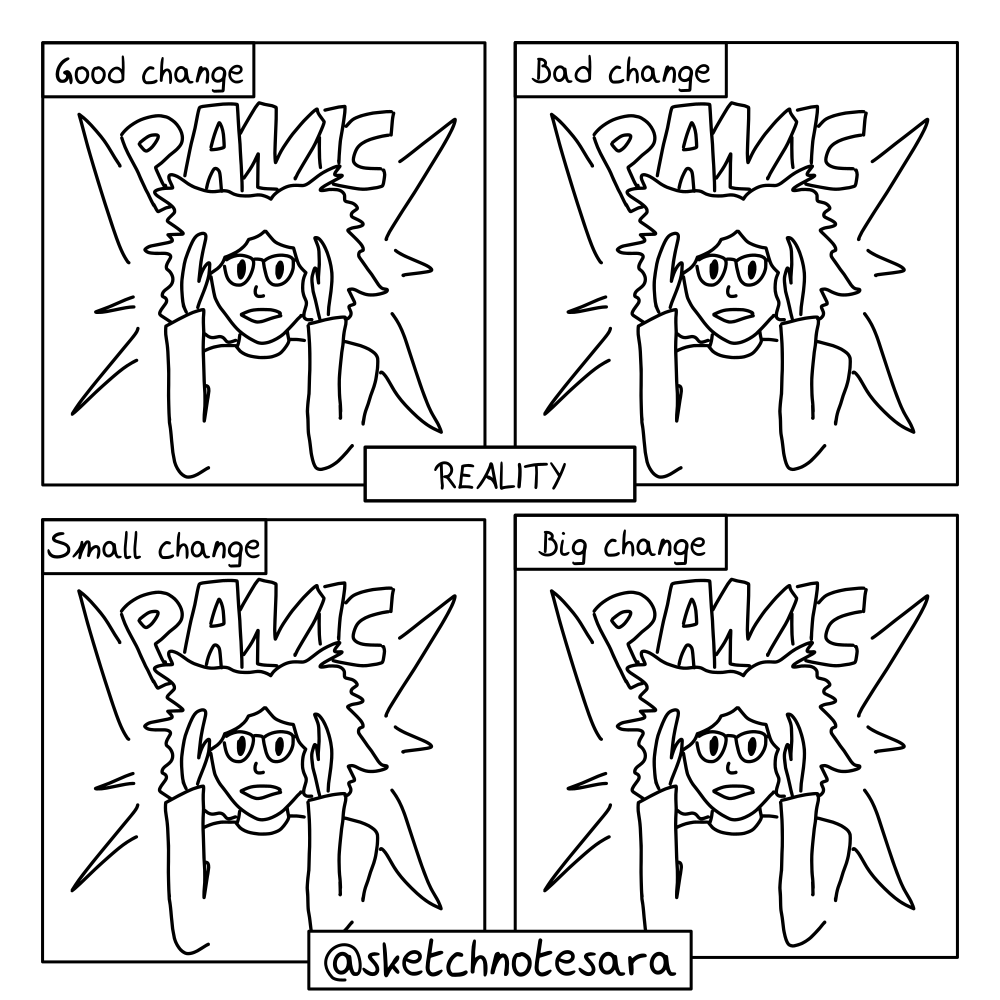 Good change
Bad change
PANIC
PANIC
REALITY
Small change
Big change
PANIC
PANIC
@sketchnotesara